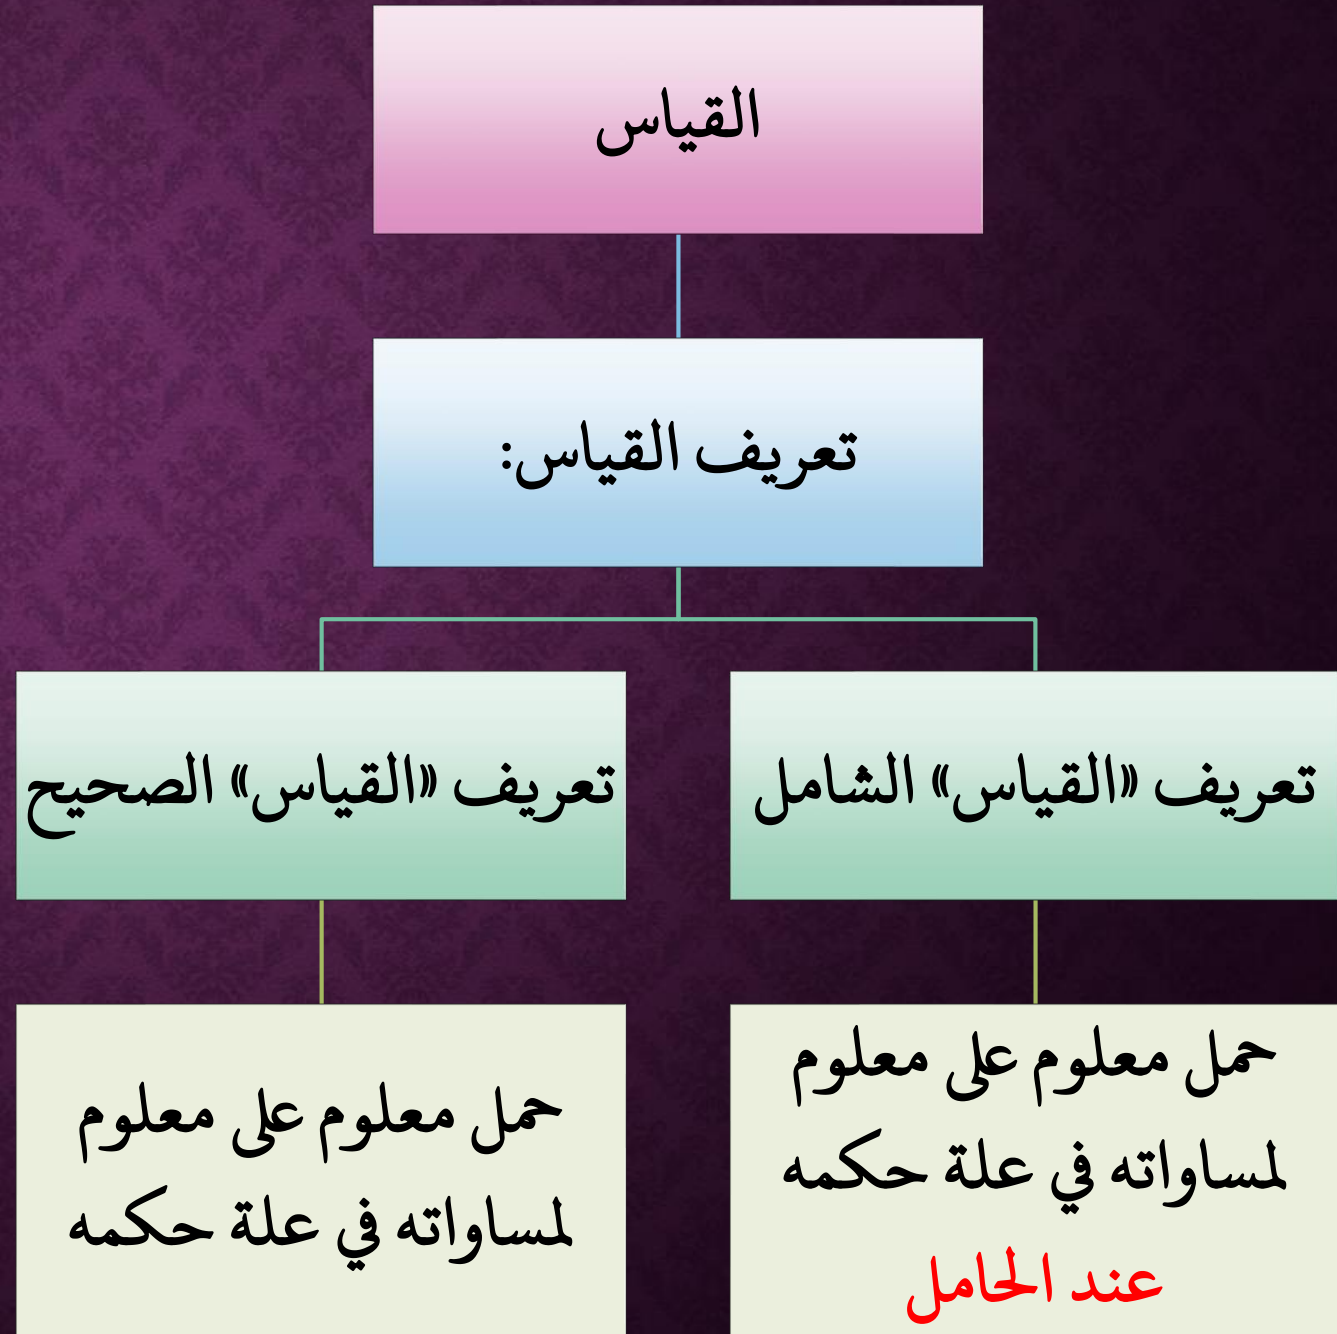 القياس
تعريف القياس:
تعريف «القياس» الشامل
حمل معلوم على معلوم
لمساواته في علة حكمه
عند الحامل
تعريف «القياس» الصحيح
حمل معلوم على معلوم
لمساواته في علة حكمه